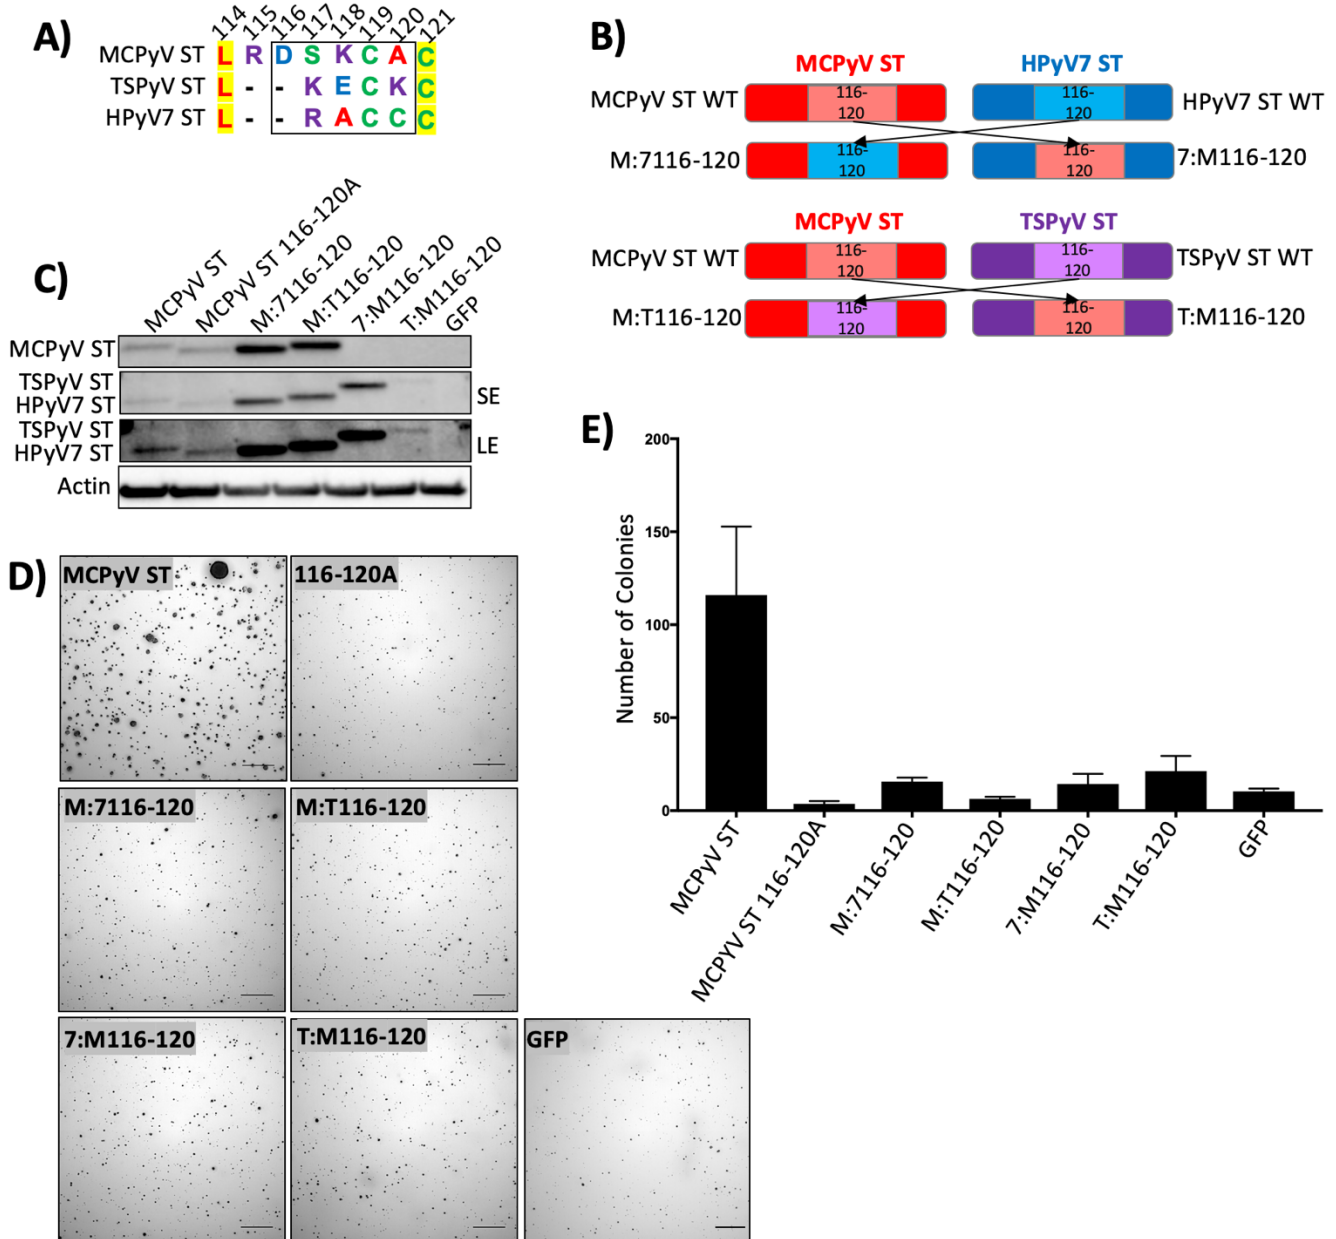 A)
114 115 116 117 118 119 120 121
MCPyV ST L R D S K C A C
TSPyV ST L - - K E C K C
HPyV7 ST L - - R A C C C
B)
MCPyV ST HPyV7 ST
MCPyV ST WT 116-120 116-120 HPyV7 ST WT
M:7116-120 116-120 116-120 7:M116-120
MCPyV ST TSPyV ST
MCPyV ST WT 116-120 116-120 TSPyV ST WT
M:T116-120 116-120 116-120 T:M116-120
C)
MCPyV ST MCPyV ST 116-120A M:7116-120 M:T116-120 7:M116-120 T:M116-120 GFP
MCPyV ST
TSPyV ST
HPyV7 ST
SE
TSPyV ST
HPyV7 ST
LE
Actin
D)
MCPyV ST 116-120A
M:7116-120 M:T116-120
7:M116-120 T:M116-120 GFP
E)
Number of Colonies
200
150
100
50
0
MCPyV ST MCPYV ST 116-120A M:7116-120 M:T116-120 7:M116-120 T:M116-120 GFP